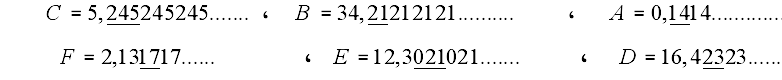 C = 5,245245245....... ، B = 34,21212121.......... ، A = 0,1414.............
F = 2,131717...... ، E = 12,3021021....... ، D = 16,42323......